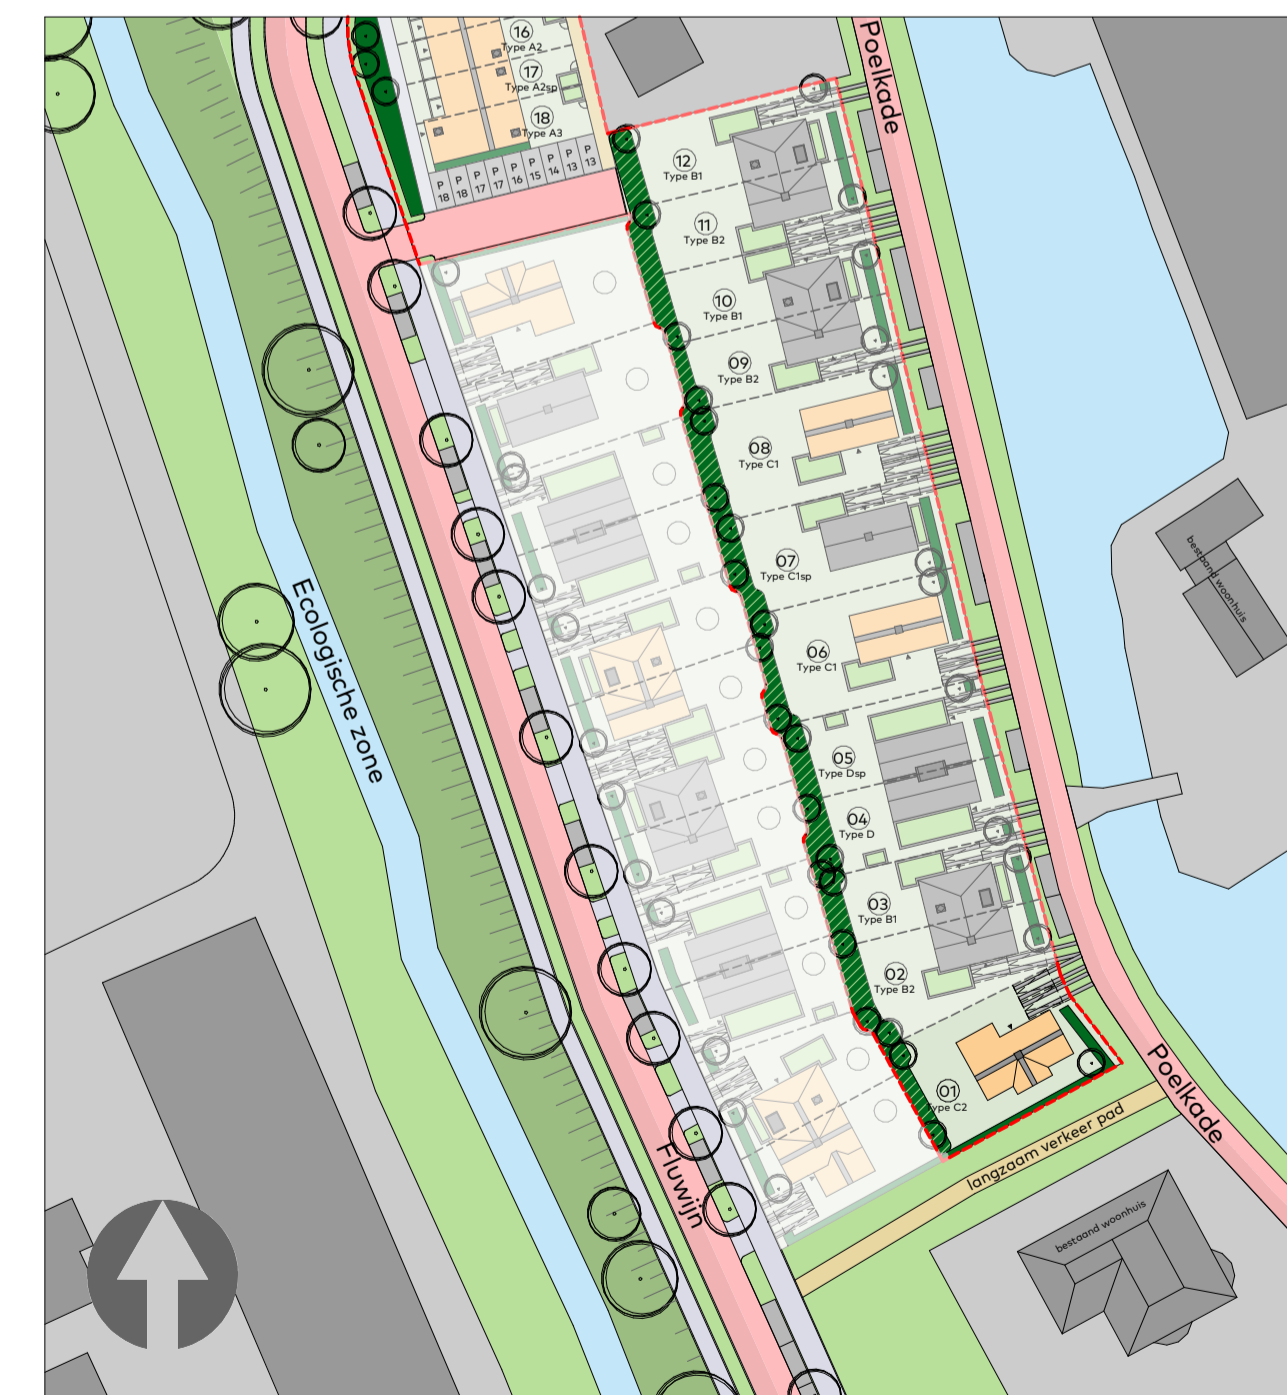 16
Type A2
17
Type A2sp
18
Type A3
P 18
P 18
P 17
P 17
P 16
P 15
P 14
P 13
P 13
Poelkade
12
Type B1
11
Type B2
10
Type B1
09
Type B2
08
Type C1
07
Type C1sp
06
Type C1
05
Type Dsp
04
Type D
03
Type B1
02
Type B2
01
Type C2
bestaand woonhuis
Ecologische zone
Fluwijn
Poelkade
langzaam verkeer pad
bestaand woonhuis